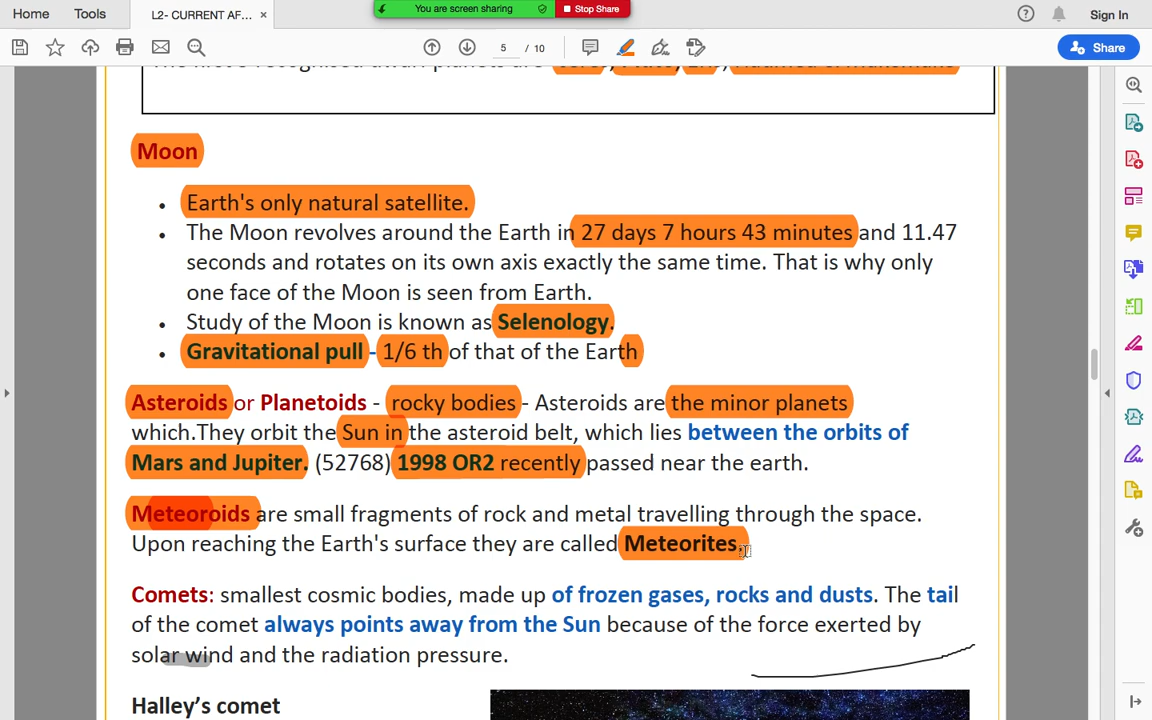 You are screen sharing
Stop Share
Home Tools L2- CURRENT AF... × Sign In
5 / 10 Share
Moon
• Earth's only natural satellite.
• The Moon revolves around the Earth in 27 days 7 hours 43 minutes and 11.47
seconds and rotates on its own axis exactly the same time. That is why only
one face of the Moon is seen from Earth.
• Study of the Moon is known as Selenology.
• Gravitational pull - 1/6 th of that of the Earth
Asteroids or Planetoids - rocky bodies - Asteroids are the minor planets
which.They orbit the Sun in the asteroid belt, which lies between the orbits of
Mars and Jupiter. (52768) 1998 OR2 recently passed near the earth.
Meteoroids are small fragments of rock and metal travelling through the space.
Upon reaching the Earth's surface they are called Meteorites.
Comets: smallest cosmic bodies, made up of frozen gases, rocks and dusts. The tail
of the comet always points away from the Sun because of the force exerted by
solar wind and the radiation pressure.
Halley's comet